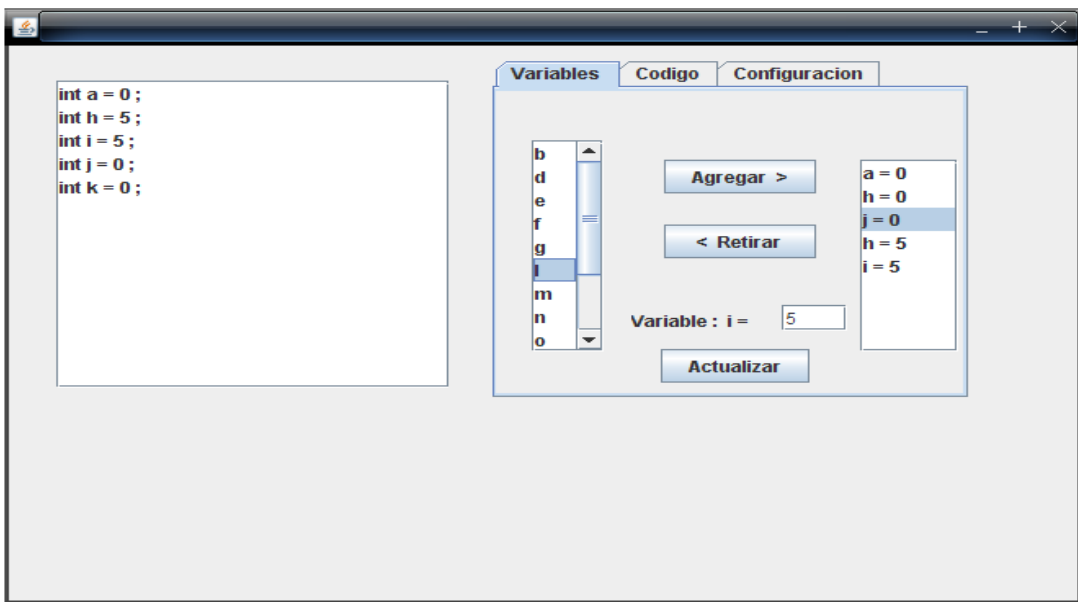 int a = 0 ;
int h = 5 ;
int i = 5 ;
int j = 0 ;
int k = 0 ;
Variables
Codigo
Configuracion
b
d
e
f
g
l
m
n
o
Agregar >
< Retirar
Variable : i =
5
Actualizar
a = 0
h = 0
j = 0
h = 5
i = 5